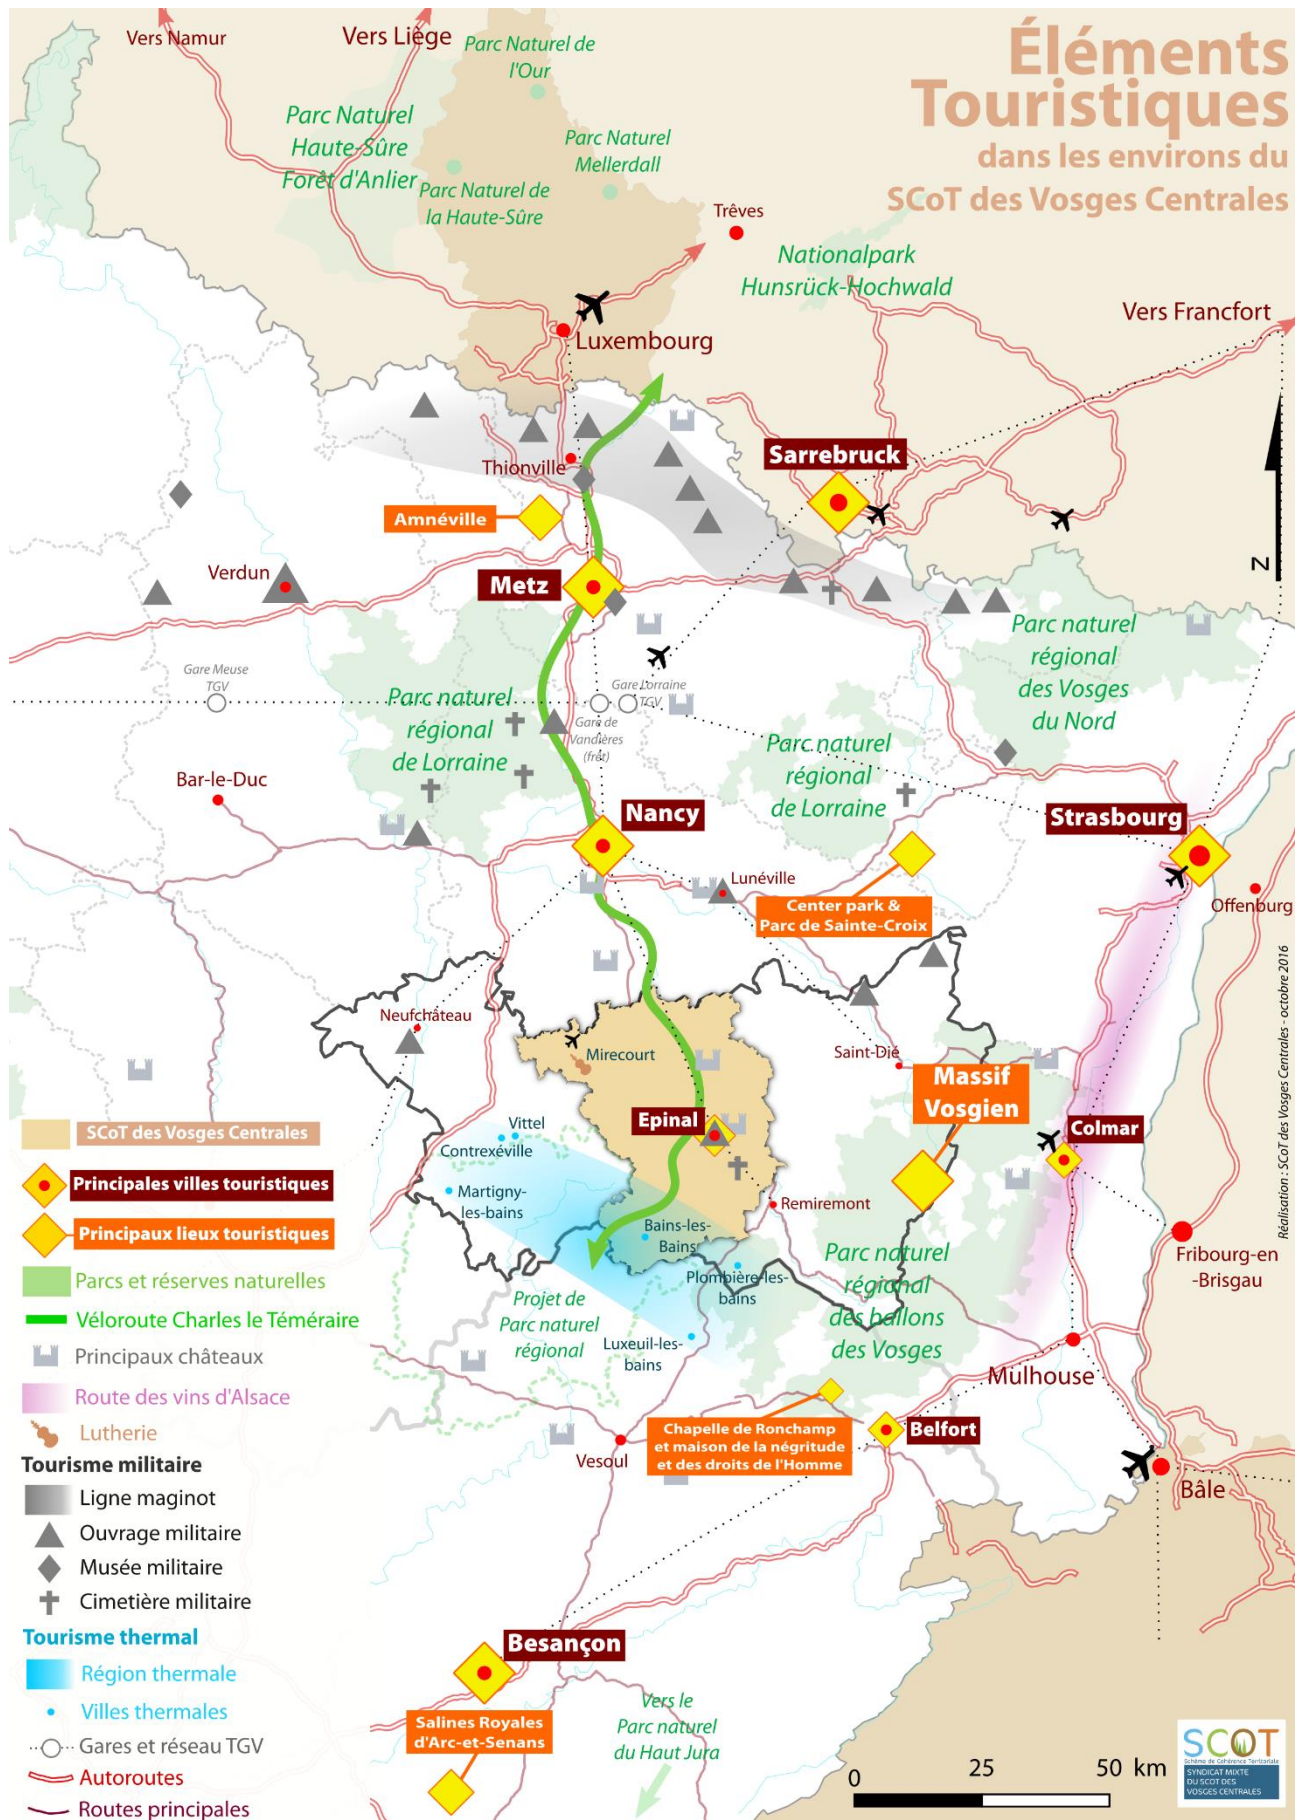 Éléments
Touristiques
dans les environs du
SCoT des Vosges Centrales
Vers Namur
Vers Liège
Parc Naturel de
l'Our
Parc Naturel
Haute-Sûre
Forêt d'Anlier
Parc Naturel
Mellerdall
Parc Naturel de
la Haute-Sûre
Trêves
Nationalpark
Hunsrück-Hochwald
Vers Francfort
Luxembourg
Thionville
Sarrebruck
Amnéville
Verdun
Metz
N
Parc naturel
régional
des Vosges
du Nord
Gare Meuse
TGV
Gare Lorraine
TGV
Gare de
Vandières
(frêt)
Parc naturel
régional
de Lorraine
Parc naturel
régional
de Lorraine
Bar-le-Duc
Nancy
Strasbourg
Lunéville
Center park &
Parc de Sainte-Croix
Offenburg
Neufchâteau
Mirecourt
Saint-Dié
Massif
Vosgien
Epinal
Colmar
Vittel
Contrexéville
Martigny-
les-bains
Remiremont
Bains-les-
Bains
Plombière-les-
bains
Fribourg-en
-Brisgau
Parc naturel
régional
des ballons
des Vosges
Projet de
Parc naturel
régional
Luxeuil-les-
bains
Mulhouse
Chapelle de Ronchamp
et maison de la négritude
et des droits de l'Homme
Belfort
Vesoul
Bâle
Besançon
Salines Royales
d'Arc-et-Senans
Vers le
Parc naturel
du Haut Jura
Réalisation : SCoT des Vosges Centrales - octobre 2016
SCoT des Vosges Centrales
Principales villes touristiques
Principaux lieux touristiques
Parcs et réserves naturelles
Véloroute Charles le Téméraire
Principaux châteaux
Route des vins d'Alsace
Lutherie
Tourisme militaire
Ligne maginot
Ouvrage militaire
Musée militaire
Cimetière militaire
Tourisme thermal
Région thermale
Villes thermales
Gares et réseau TGV
Autoroutes
Routes principales
0 25 50 km
SCOT
Schéma de Cohérence Territoriale
SYNDICAT MIXTE
DU SCOT DES
VOSGES CENTRALES